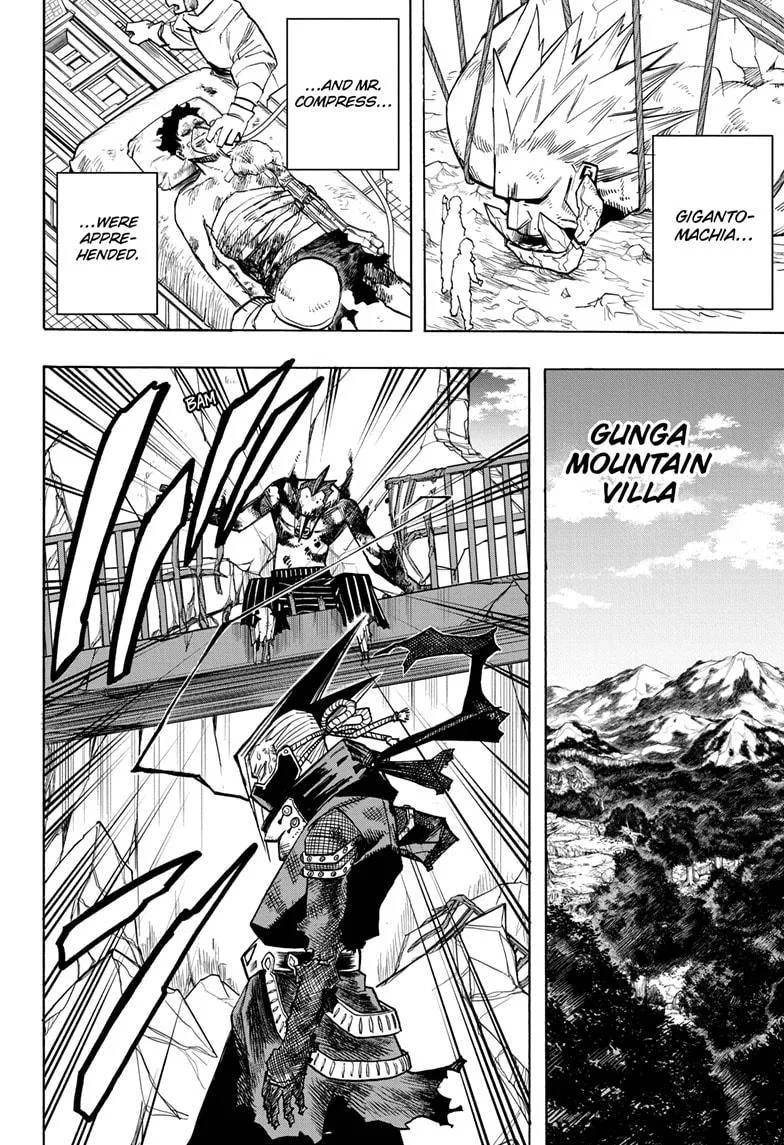 GIGANTO-
MACHIA...
...AND MR.
COMPRESS...
...WERE
APPRE-
HENDED.
GUNGA
MOUNTAIN
VILLA
BAM